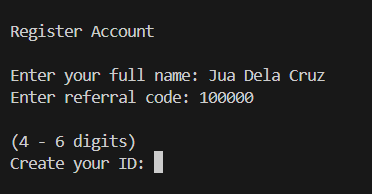 Register Account
Enter your full name: Jua Dela Cruz
Enter referral code: 100000
(4 - 6 digits)
Create your ID: